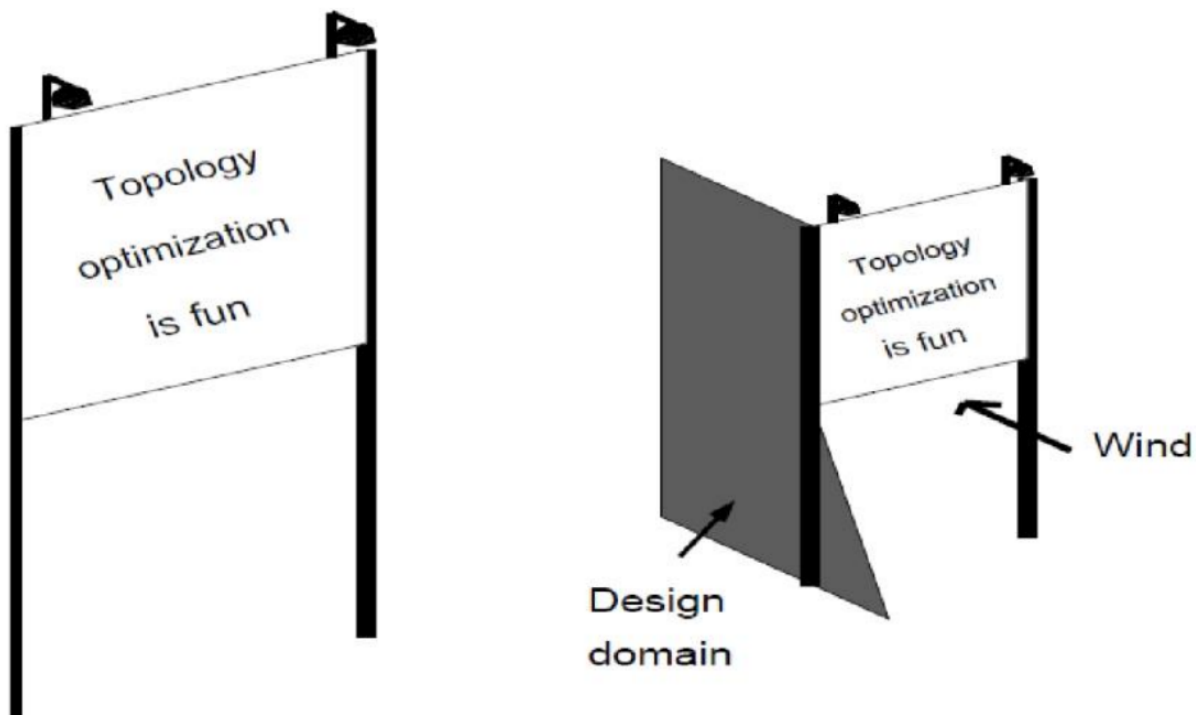 Topology
optimization
is fun
Topology
optimization
is fun
Wind
Design
domain